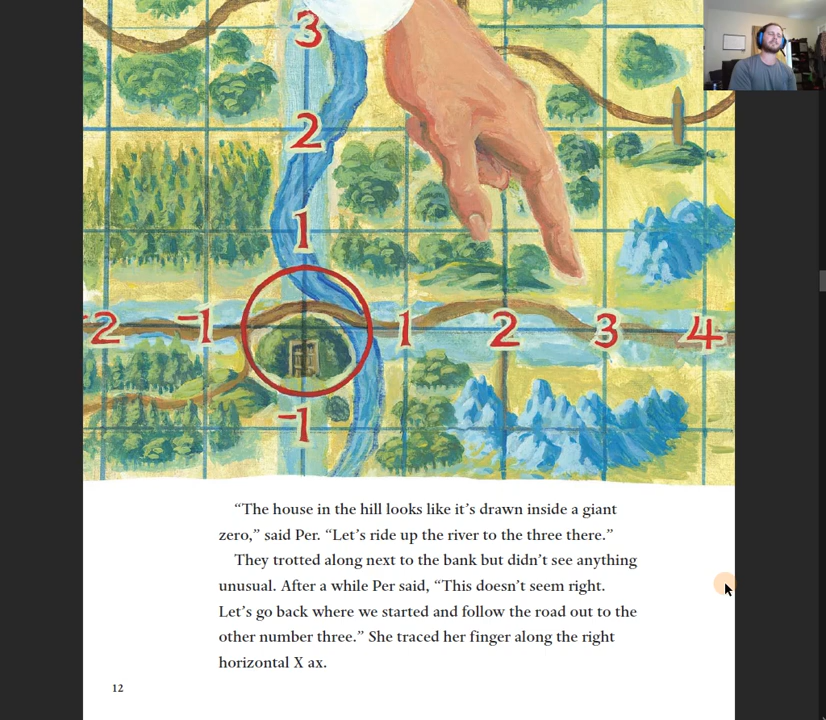 3
2
1
-2 -1 1 2 3 4
-1
“The house in the hill looks like it’s drawn inside a giant
zero,” said Per. “Let’s ride up the river to the three there.”
They trotted along next to the bank but didn’t see anything
unusual. After a while Per said, “This doesn’t seem right.
Let’s go back where we started and follow the road out to the
other number three.” She traced her finger along the right
horizontal X ax.
12